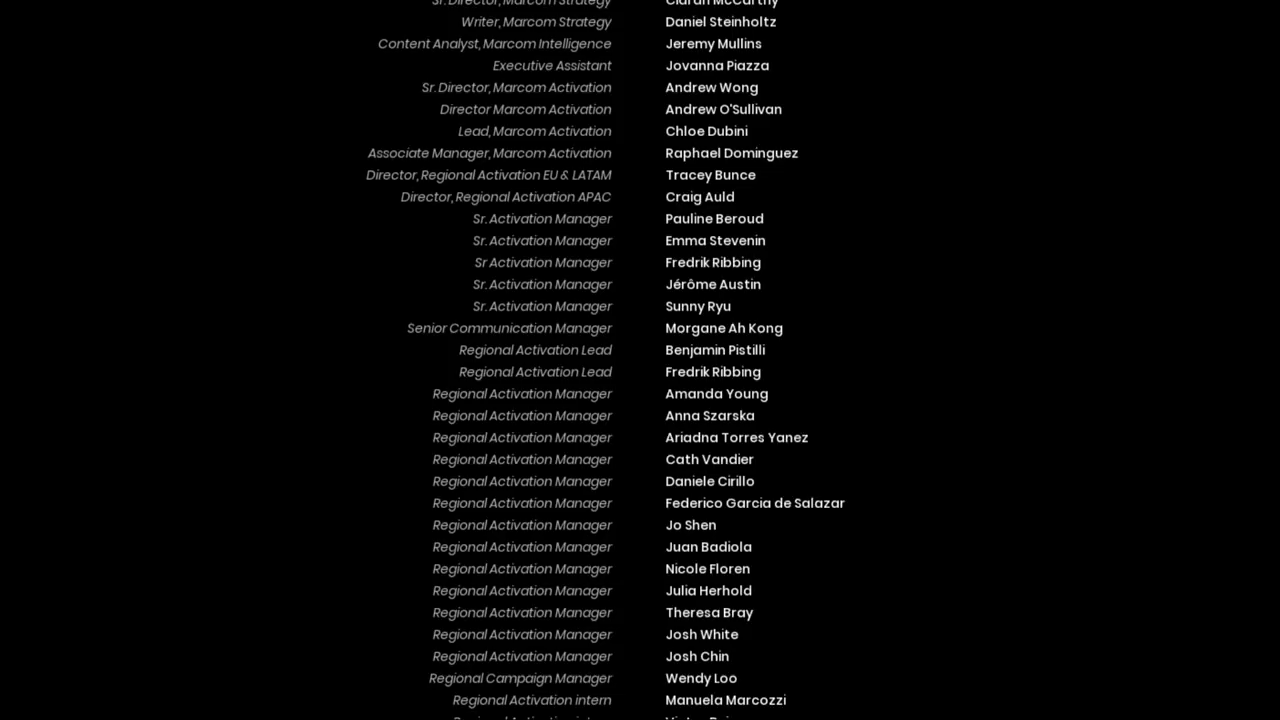 Sr. Director, Marcom Strategy Ciaran McCarthy
Writer, Marcom Strategy Daniel Steinholtz
Content Analyst, Marcom Intelligence Jeremy Mullins
Executive Assistant Jovanna Piazza
Sr. Director, Marcom Activation Andrew Wong
Director Marcom Activation Andrew O'Sullivan
Lead, Marcom Activation Chloe Dubini
Associate Manager, Marcom Activation Raphael Dominguez
Director, Regional Activation EU & LATAM Tracey Bunce
Director, Regional Activation APAC Craig Auld
Sr. Activation Manager Pauline Beroud
Sr. Activation Manager Emma Stevenin
Sr Activation Manager Fredrik Ribbing
Sr. Activation Manager Jérôme Austin
Sr. Activation Manager Sunny Ryu
Senior Communication Manager Morgane Ah Kong
Regional Activation Lead Benjamin Pistilli
Regional Activation Lead Fredrik Ribbing
Regional Activation Manager Amanda Young
Regional Activation Manager Anna Szarska
Regional Activation Manager Ariadna Torres Yanez
Regional Activation Manager Cath Vandier
Regional Activation Manager Daniele Cirillo
Regional Activation Manager Federico Garcia de Salazar
Regional Activation Manager Jo Shen
Regional Activation Manager Juan Badiola
Regional Activation Manager Nicole Floren
Regional Activation Manager Julia Herhold
Regional Activation Manager Theresa Bray
Regional Activation Manager Josh White
Regional Activation Manager Josh Chin
Regional Campaign Manager Wendy Loo
Regional Activation intern Manuela Marcozzi